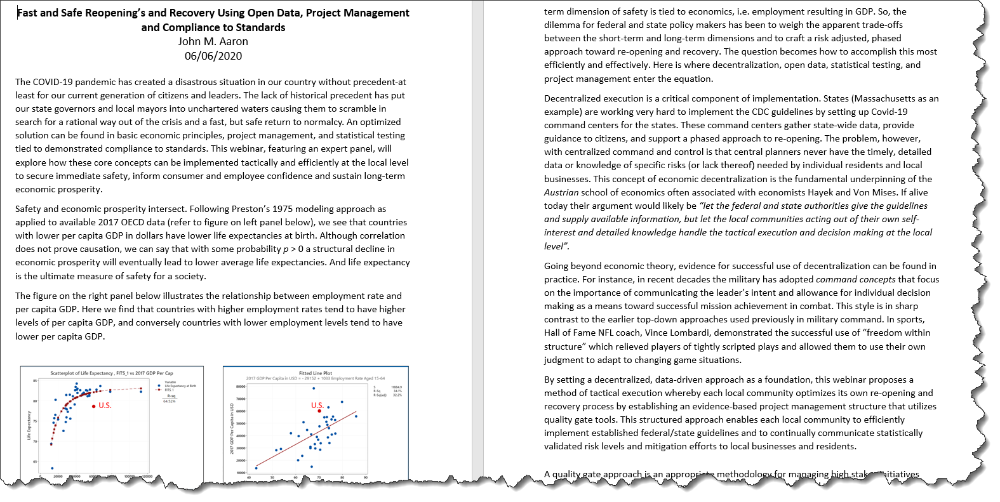 Fast and Safe Reopening's and Recovery Using Open Data, Project Management
and Compliance to Standards
John M. Aaron
06/06/2020
The COVID-19 pandemic has created a disastrous situation in our country without precedent-at
least for our current generation of citizens and leaders. The lack of historical precedent has put
our state governors and local mayors into unchartered waters causing them to scramble in
search for a rational way out of the crisis and a fast, but safe return to normalcy. An optimized
solution can be found in basic economic principles, project management, and statistical testing
tied to demonstrated compliance to standards. This webinar, featuring an expert panel, will
explore how these core concepts can be implemented tactically and efficiently at the local level
to secure immediate safety, inform consumer and employee confidence and sustain long-term
economic prosperity.
Safety and economic prosperity intersect. Following Preston's 1975 modeling approach as
applied to available 2017 OECD data (refer to figure on left panel below), we see that countries
with lower per capita GDP in dollars have lower life expectancies at birth. Although correlation
does not prove causation, we can say that with some probability p > 0 a structural decline in
economic prosperity will eventually lead to lower average life expectancies. And life expectancy
is the ultimate measure of safety for a society.
The figure on the right panel below illustrates the relationship between employment rate and
per capita GDP. Here we find that countries with higher employment rates tend to have higher
levels of per capita GDP, and conversely countries with lower employment levels tend to have
lower per capita GDP.
Scatterplot of Life Expectancy , FITS_1 vs 2017 GDP Per Cap
Variable
Life Expectancy at Birth
FITS_1
R-sq
64.52%
U.S.
Life Expectancy
85
80
75
70
65
20000 40000 60000 100000 120000
Fitted Line Plot
2017 GDP Per Capita in USD = - 29152 + 1033 Employment Rate Aged 15-64
S 11884.9
R-Sq 34.1%
R-Sq(adj) 32.2%
U.S.
2017 GDP Per Capita in USD
80000
70000
60000
50000
40000
30000
20000
10000
40 50 60 70 80 90
term dimension of safety is tied to economics, i.e. employment resulting in GDP. So, the
dilemma for federal and state policy makers has been to weigh the apparent trade-offs
between the short-term and long-term dimensions and to craft a risk adjusted, phased
approach toward re-opening and recovery. The question becomes how to accomplish this most
efficiently and effectively. Here is where decentralization, open data, statistical testing, and
project management enter the equation.
Decentralized execution is a critical component of implementation. States (Massachusetts as an
example) are working very hard to implement the CDC guidelines by setting up Covid-19
command centers for the states. These command centers gather state-wide data, provide
guidance to citizens, and support a phased approach to re-opening. The problem, however,
with centralized command and control is that central planners never have the timely, detailed
data or knowledge of specific risks (or lack thereof) needed by individual residents and local
businesses. This concept of economic decentralization is the fundamental underpinning of the
Austrian school of economics often associated with economists Hayek and Von Mises. If alive
today their argument would likely be “let the federal and state authorities give the guidelines
and supply available information, but let the local communities acting out of their own self-
interest and detailed knowledge handle the tactical execution and decision making at the local
level”.
Going beyond economic theory, evidence for successful use of decentralization can be found in
practice. For instance, in recent decades the military has adopted command concepts that focus
on the importance of communicating the leader's intent and allowance for individual decision
making as a means toward successful mission achievement in combat. This style is in sharp
contrast to the earlier top-down approaches used previously in military command. In sports,
Hall of Fame NFL coach, Vince Lombardi, demonstrated the successful use of “freedom within
structure” which relieved players of tightly scripted plays and allowed them to use their own
judgment to adapt to changing game situations.
By setting a decentralized, data-driven approach as a foundation, this webinar proposes a
method of tactical execution whereby each local community optimizes its own re-opening and
recovery process by establishing an evidence-based project management structure that utilizes
quality gate tools. This structured approach enables each local community to efficiently
implement established federal/state guidelines and to continually communicate statistically
validated risk levels and mitigation efforts to local businesses and residents.
A quality gate approach is an appropriate methodology for managing high stakes initiatives